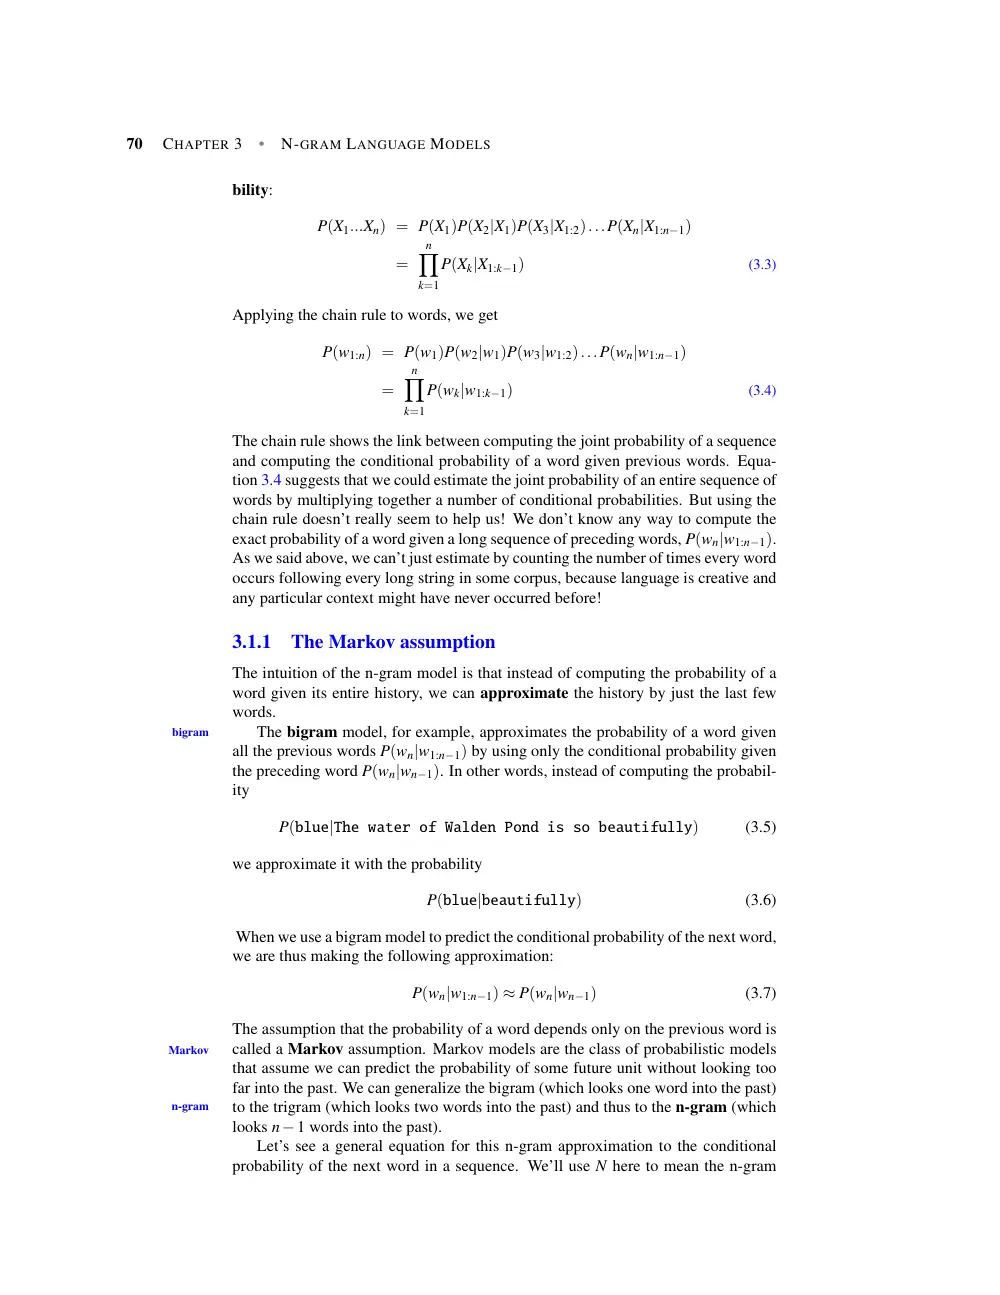 70 CHAPTER 3 • N-GRAM LANGUAGE MODELS
bility:
P(X1...Xn) = P(X1)P(X2|X1)P(X3|X1:2)...P(Xn|X1:n−1)
= ∏_{k=1}^{n} P(Xk|X1:k−1) (3.3)
Applying the chain rule to words, we get
P(w1:n) = P(w1)P(w2|w1)P(w3|w1:2)...P(wn|w1:n−1)
= ∏_{k=1}^{n} P(wk|w1:k−1) (3.4)
The chain rule shows the link between computing the joint probability of a sequence
and computing the conditional probability of a word given previous words. Equa-
tion 3.4 suggests that we could estimate the joint probability of an entire sequence of
words by multiplying together a number of conditional probabilities. But using the
chain rule doesn't really seem to help us! We don't know any way to compute the
exact probability of a word given a long sequence of preceding words, P(wn|w1:n−1).
As we said above, we can't just estimate by counting the number of times every word
occurs following every long string in some corpus, because language is creative and
any particular context might have never occurred before!
3.1.1 The Markov assumption
The intuition of the n-gram model is that instead of computing the probability of a
word given its entire history, we can approximate the history by just the last few
words.
bigram The bigram model, for example, approximates the probability of a word given
all the previous words P(wn|w1:n−1) by using only the conditional probability given
the preceding word P(wn|wn−1). In other words, instead of computing the probabil-
ity
P(blue|The water of Walden Pond is so beautifully) (3.5)
we approximate it with the probability
P(blue|beautifully) (3.6)
When we use a bigram model to predict the conditional probability of the next word,
we are thus making the following approximation:
P(wn|w1:n−1) ≈ P(wn|wn−1) (3.7)
The assumption that the probability of a word depends only on the previous word is
Markov called a Markov assumption. Markov models are the class of probabilistic models
that assume we can predict the probability of some future unit without looking too
far into the past. We can generalize the bigram (which looks one word into the past)
n-gram to the trigram (which looks two words into the past) and thus to the n-gram (which
looks n − 1 words into the past).
Let's see a general equation for this n-gram approximation to the conditional
probability of the next word in a sequence. We'll use N here to mean the n-gram